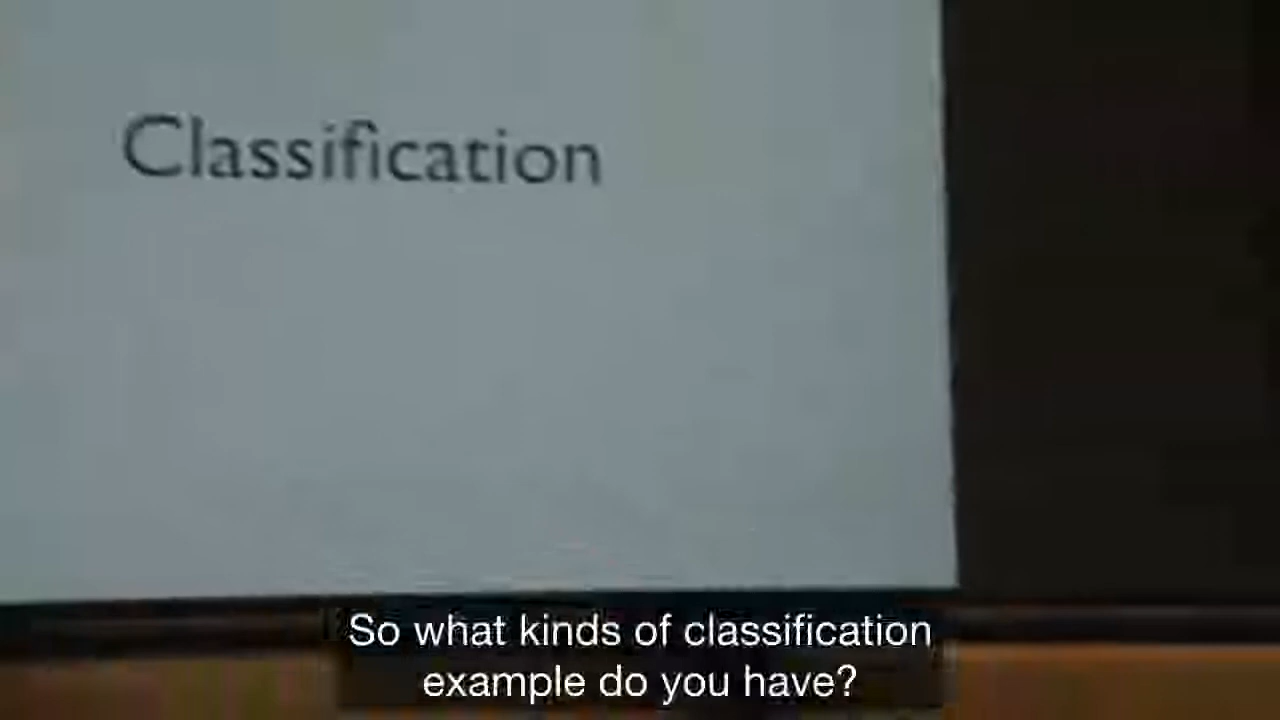 Classification
So what kinds of classification
example do you have?